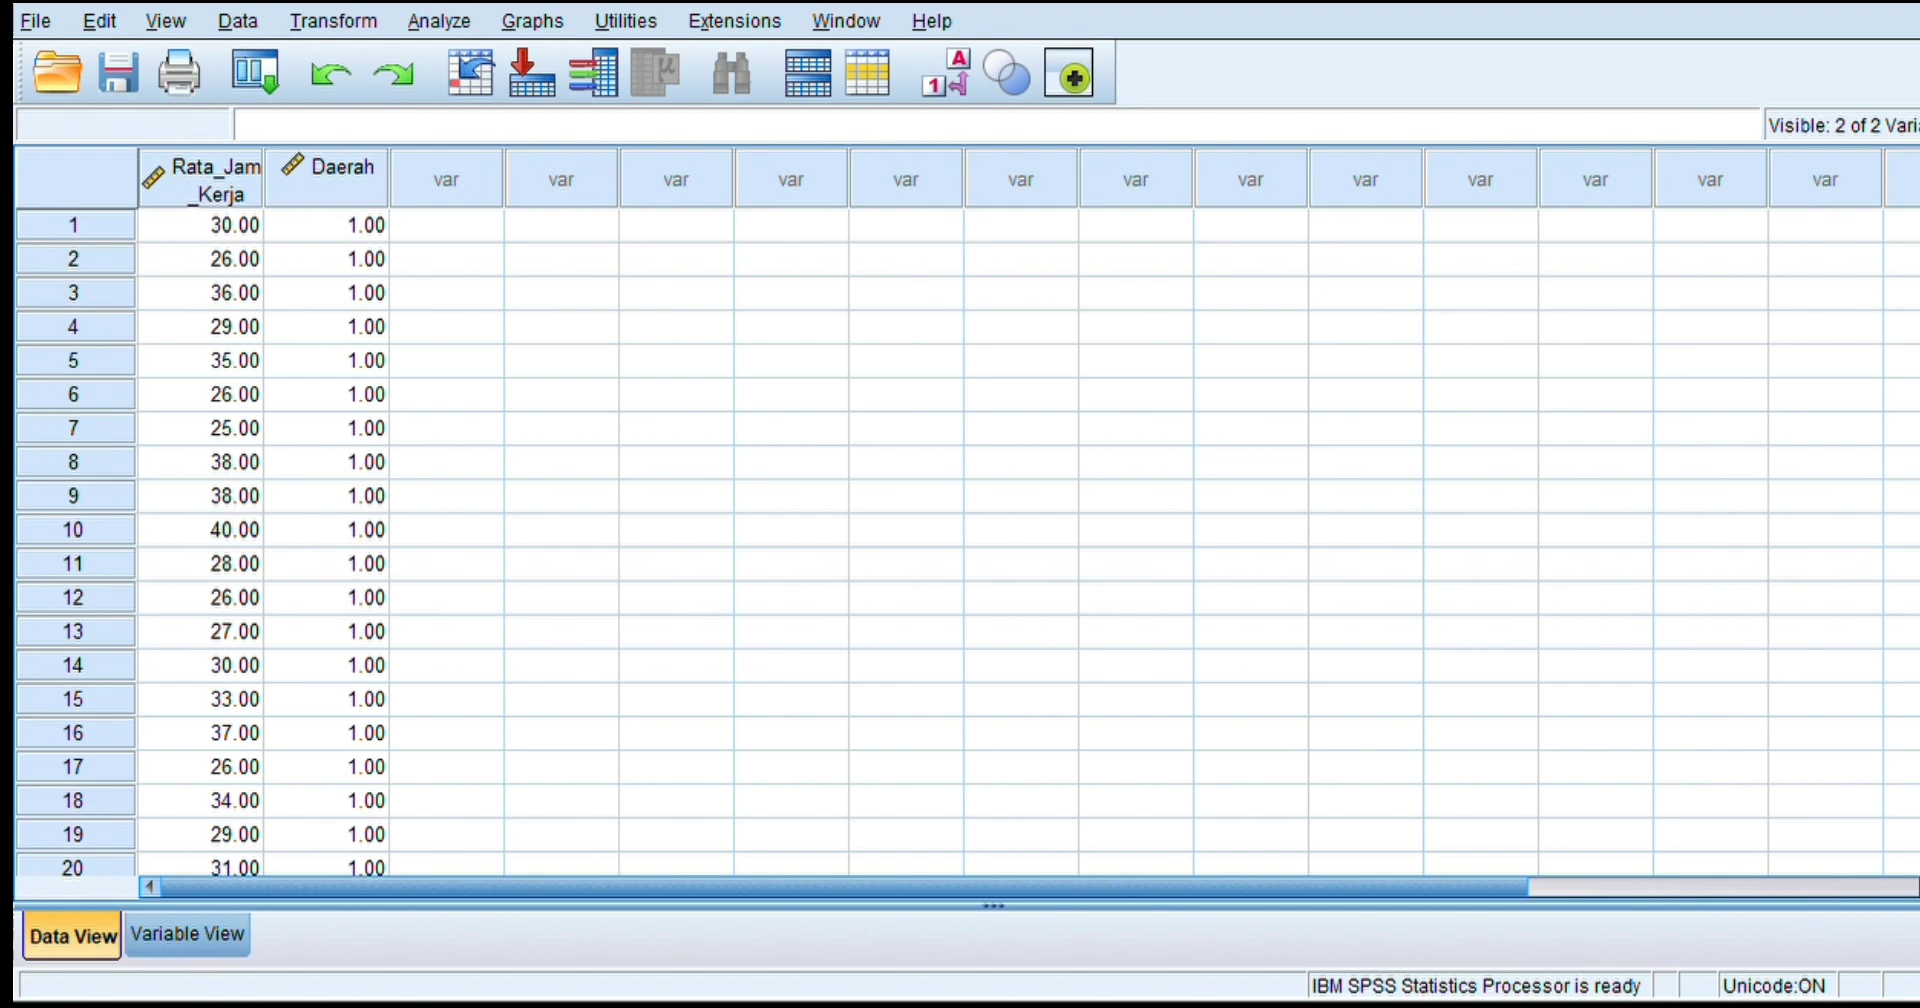 File Edit View Data Transform Analyze Graphs Utilities Extensions Window Help
A
1
μ
Visible: 2 of 2 Vari
Rata_Jam_Kerja Daerah var var var var var var var var var var var var var
1 30.00 1.00
2 26.00 1.00
3 36.00 1.00
4 29.00 1.00
5 35.00 1.00
6 26.00 1.00
7 25.00 1.00
8 38.00 1.00
9 38.00 1.00
10 40.00 1.00
11 28.00 1.00
12 26.00 1.00
13 27.00 1.00
14 30.00 1.00
15 33.00 1.00
16 37.00 1.00
17 26.00 1.00
18 34.00 1.00
19 29.00 1.00
20 31.00 1.00
Data View Variable View
IBM SPSS Statistics Processor is ready Unicode:ON